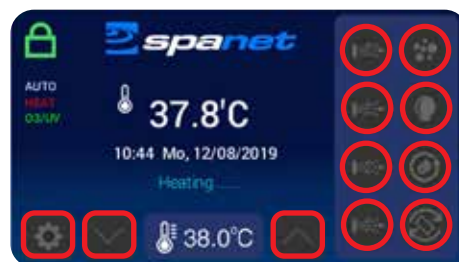 spanet
AUTO
HEAT
O3/UV
37.8'C
10:44 Mo, 12/08/2019
Heating .....
38.0°C